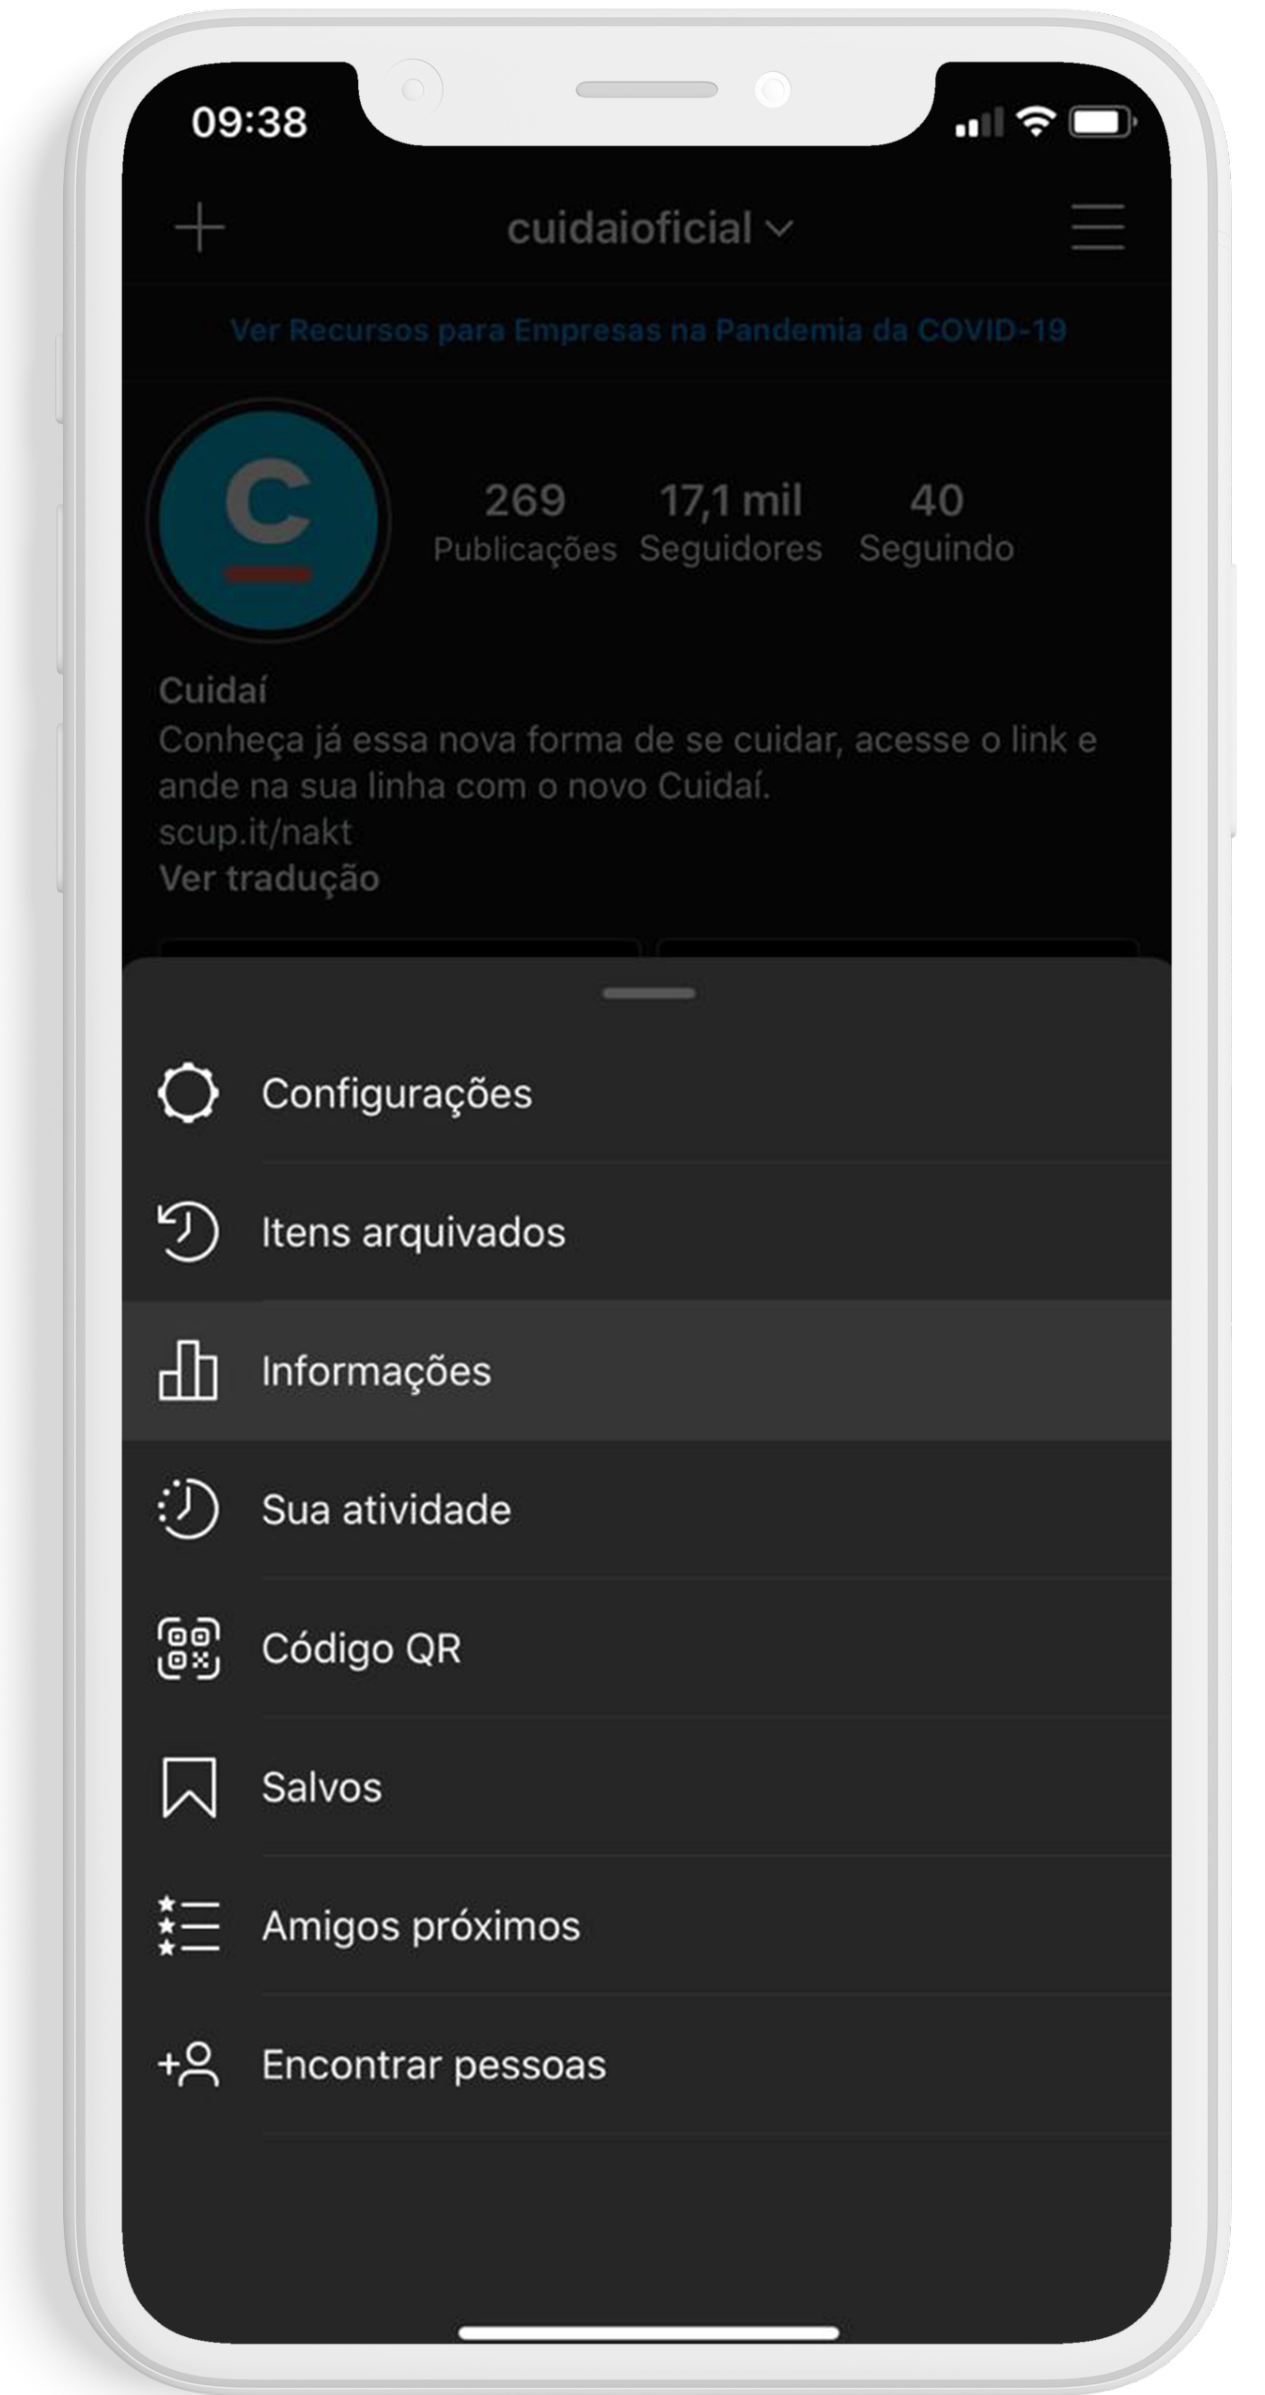 09:38
cuidaioficial
Ver Recursos para Empresas na Pandemia da COVID-19
C
269 17,1 mil 40
Publicações Seguidores Seguindo
Cuidaí
Conheça já essa nova forma de se cuidar, acesse o link e
ande na sua linha com o novo Cuidaí.
scup.it/nakt
Ver tradução
Configurações
Itens arquivados
Informações
Sua atividade
Código QR
Salvos
Amigos próximos
Encontrar pessoas